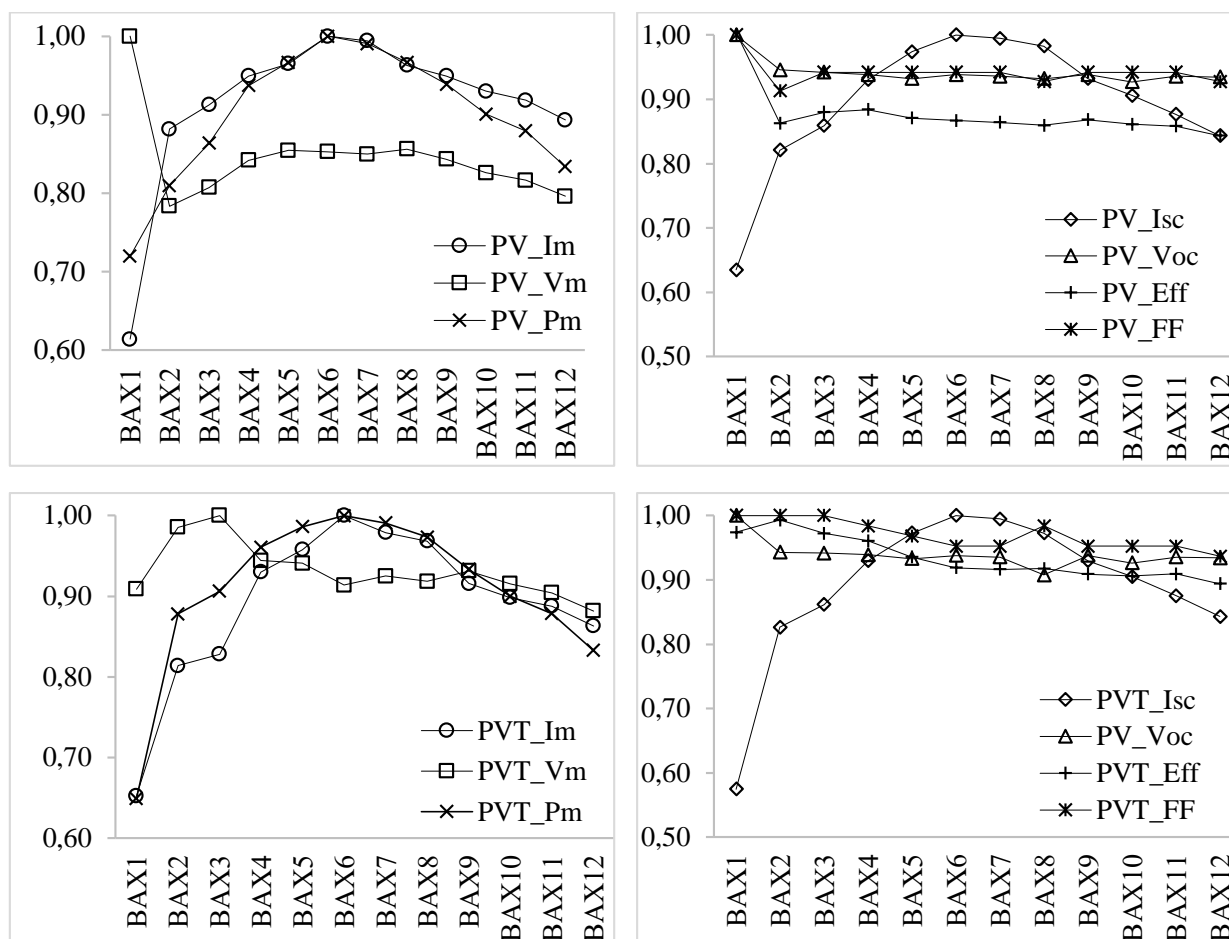 1,00
0,90
0,80
0,70
0,60
PV_Im
PV_Vm
PV_Pm
BAX1
BAX2
BAX3
BAX4
BAX5
BAX6
BAX7
BAX8
BAX9
BAX10
BAX11
BAX12
1,00
0,90
0,80
0,70
0,60
0,50
PV_Isc
PV_Voc
PV_Eff
PV_FF
BAX1
BAX2
BAX3
BAX4
BAX5
BAX6
BAX7
BAX8
BAX9
BAX10
BAX11
BAX12
1,00
0,90
0,80
0,70
0,60
PVT_Im
PVT_Vm
PVT_Pm
BAX1
BAX2
BAX3
BAX4
BAX5
BAX6
BAX7
BAX8
BAX9
BAX10
BAX11
BAX12
1,00
0,90
0,80
0,70
0,60
0,50
PVT_Isc
PV_Voc
PVT_Eff
PVT_FF
BAX1
BAX2
BAX3
BAX4
BAX5
BAX6
BAX7
BAX8
BAX9
BAX10
BAX11
BAX12